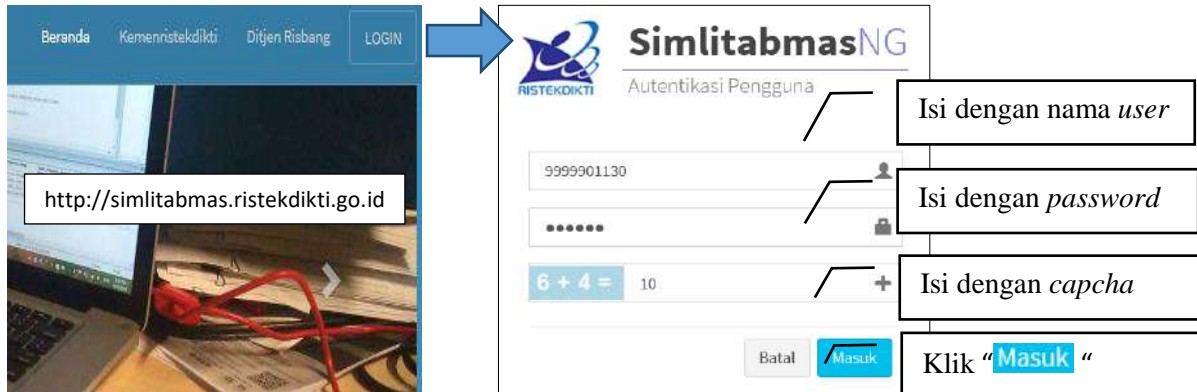 Beranda Kemenristekdikti Ditjen Risbang LOGIN
http://simlitabmas.ristekdikti.go.id
RISTEKDIKTI
SimlitabmasNG
Autentikasi Pengguna
Isi dengan nama user
9999901130
Isi dengan password
••••••
6 + 4 = 10
Isi dengan capcha
Batal Masuk
Klik “Masuk “